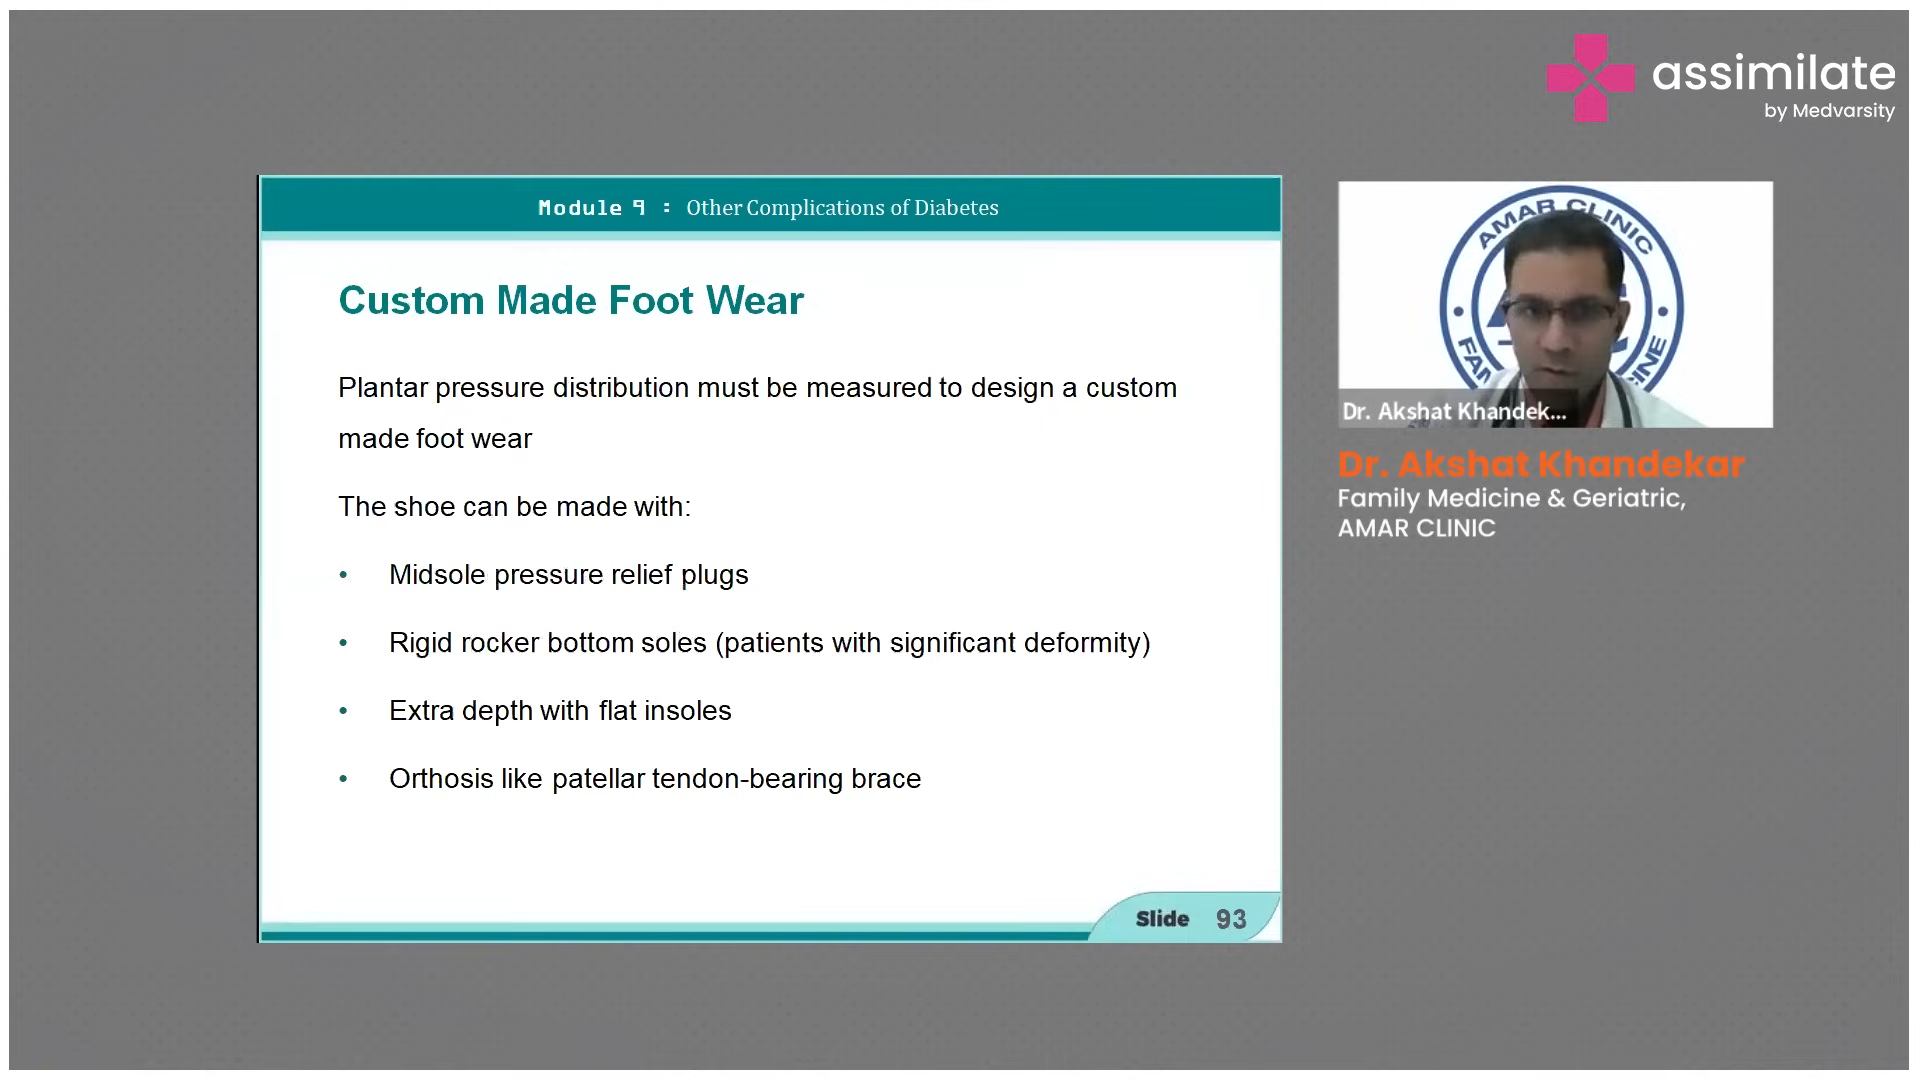 assimilate
by Medvarsity
Module 9 : Other Complications of Diabetes
Custom Made Foot Wear
Plantar pressure distribution must be measured to design a custom
made foot wear
The shoe can be made with:
• Midsole pressure relief plugs
• Rigid rocker bottom soles (patients with significant deformity)
• Extra depth with flat insoles
• Orthosis like patellar tendon-bearing brace
Slide 93
AMAR CLINIC
Dr. Akshat Khandek...
Dr. Akshat Khandekar
Family Medicine & Geriatric,
AMAR CLINIC